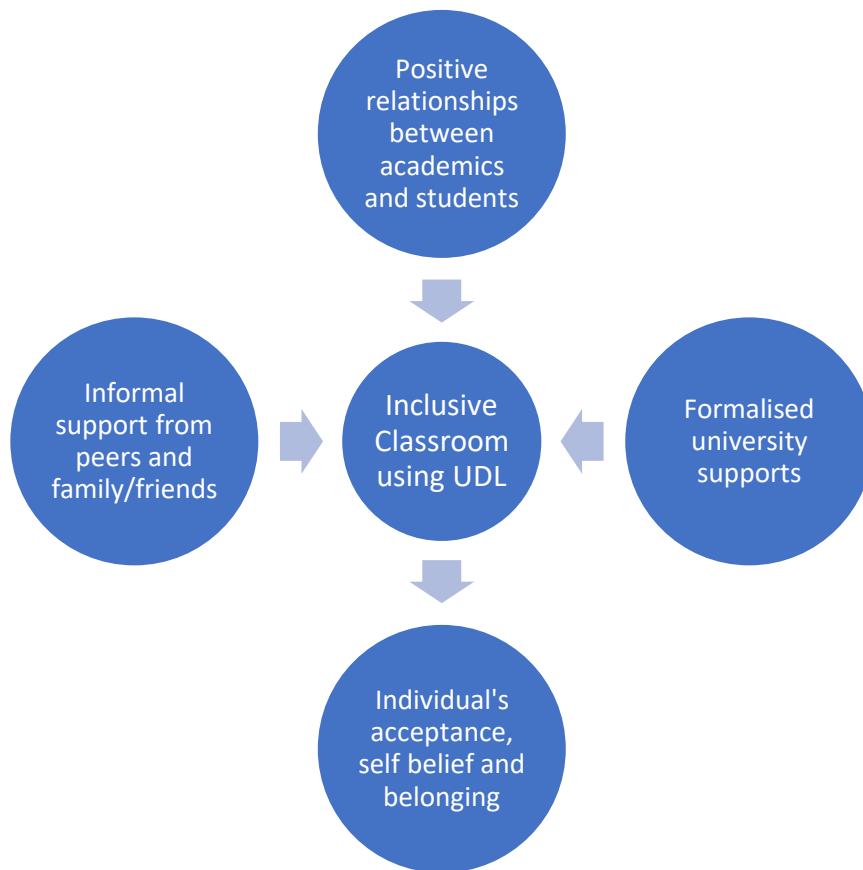 Positive
relationships
between
academics
and students
Informal
support from
peers and
family/friends
Inclusive
Classroom
using UDL
Formalised
university
supports
Individual's
acceptance,
self belief and
belonging